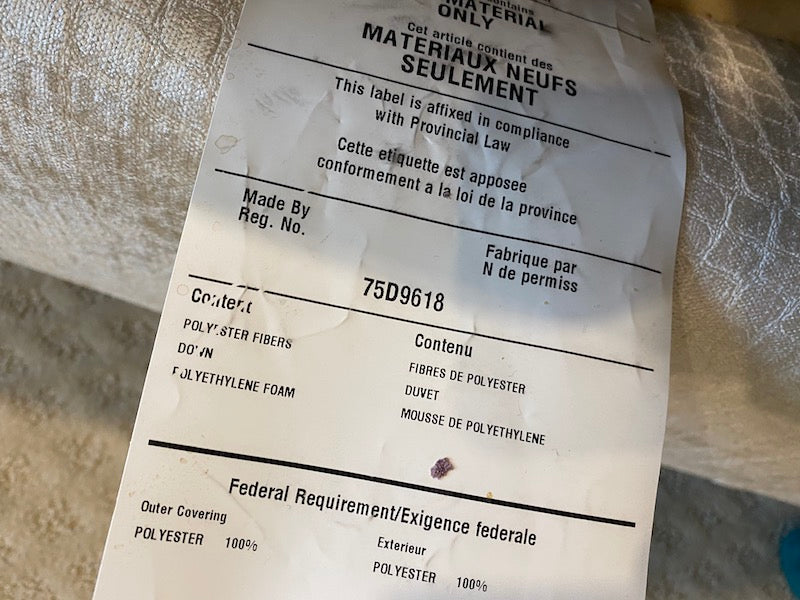 contains
MATERIAL
ONLY
Cet article contient des
MATERIAUX NEUFS
SEULEMENT
This label is affixed in compliance
with Provincial Law
Cette etiquette est apposee
conformement a la loi de la province
Made By
Reg. No.
Fabrique par
N de permiss
75D9618
Content
POLYESTER FIBERS
DOWN
POLYETHYLENE FOAM
Contenu
FIBRES DE POLYESTER
DUVET
MOUSSE DE POLYETHYLENE
Federal Requirement/Exigence federale
Outer Covering
POLYESTER 100%
Exterieur
POLYESTER 100%